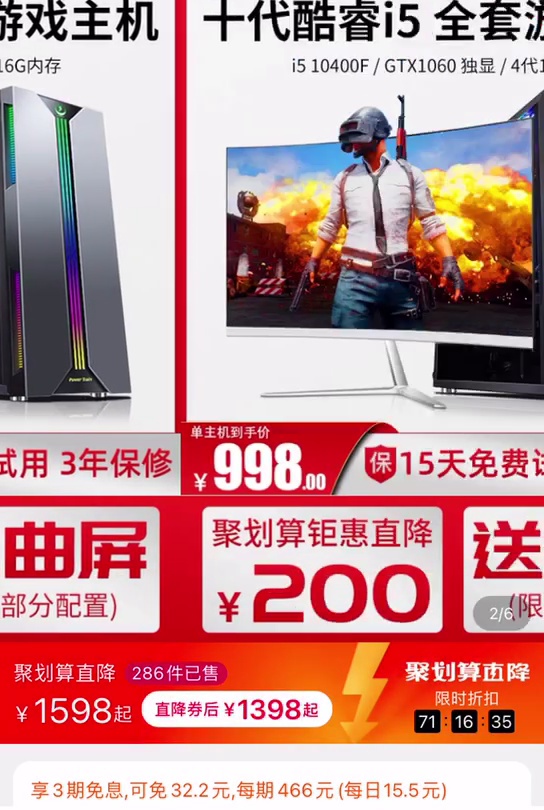 游戏主机
十代酷睿i5 全套游
16G内存
i5 10400F / GTX1060 独显 / 4代1
Power Train
试用 3年保修
单主机到手价
¥998.00
保 15天免费试
曲屏
部分配置)
聚划算钜惠直降
¥200
送
(限
2/6
聚划算直降 286件已售
¥1598起 直降券后¥1398起
聚划算直降
限时折扣
71:16:35
享3期免息,可免32.2元,每期466元(每日15.5元)